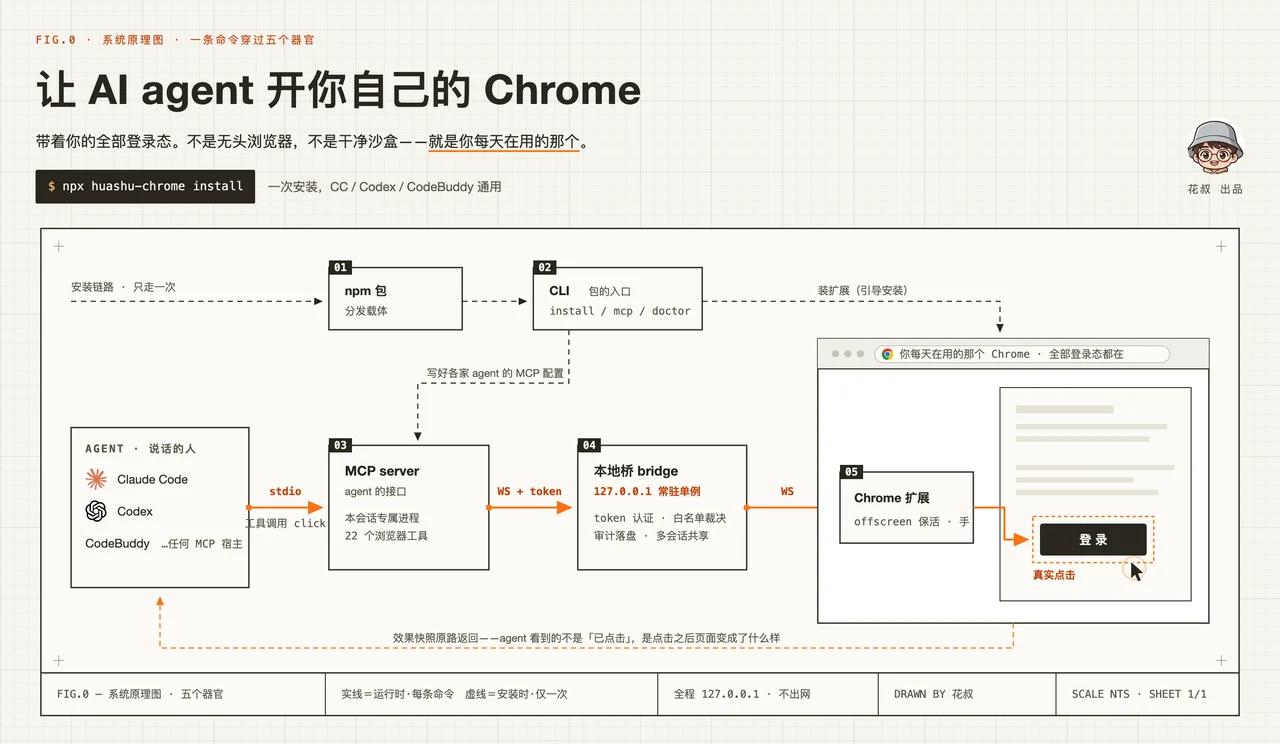 FIG.0 · 系统原理图 · 一条命令穿过五个器官
让 AI agent 开你自己的 Chrome
带着你的全部登录态。不是无头浏览器，不是干净沙盒——就是你每天在用的那个。
$ npx huashu-chrome install
一次安装，CC / Codex / CodeBuddy 通用
花叔 出品
安装链路 · 只走一次
01
npm 包
分发载体
02
CLI 包的入口
install / mcp / doctor
装扩展（引导安装）
写好各家 agent 的 MCP 配置
你每天在用的那个 Chrome · 全部登录态都在
AGENT · 说话的人
Claude Code
Codex
CodeBuddy …任何 MCP 宿主
stdio
工具调用 click
03
MCP server
agent 的接口
本会话专属进程
22 个浏览器工具
WS + token
04
本地桥 bridge
127.0.0.1 常驻单例
token 认证 · 白名单裁决
审计落盘 · 多会话共享
WS
05
Chrome 扩展
offscreen 保活 · 手
登录
真实点击
效果快照原路返回——agent 看到的不是「已点击」，是点击之后页面变成了什么样
FIG.0 — 系统原理图 · 五个器官
实线＝运行时·每条命令 虚线＝安装时·仅一次
全程 127.0.0.1 · 不出网
DRAWN BY 花叔
SCALE NTS · SHEET 1/1